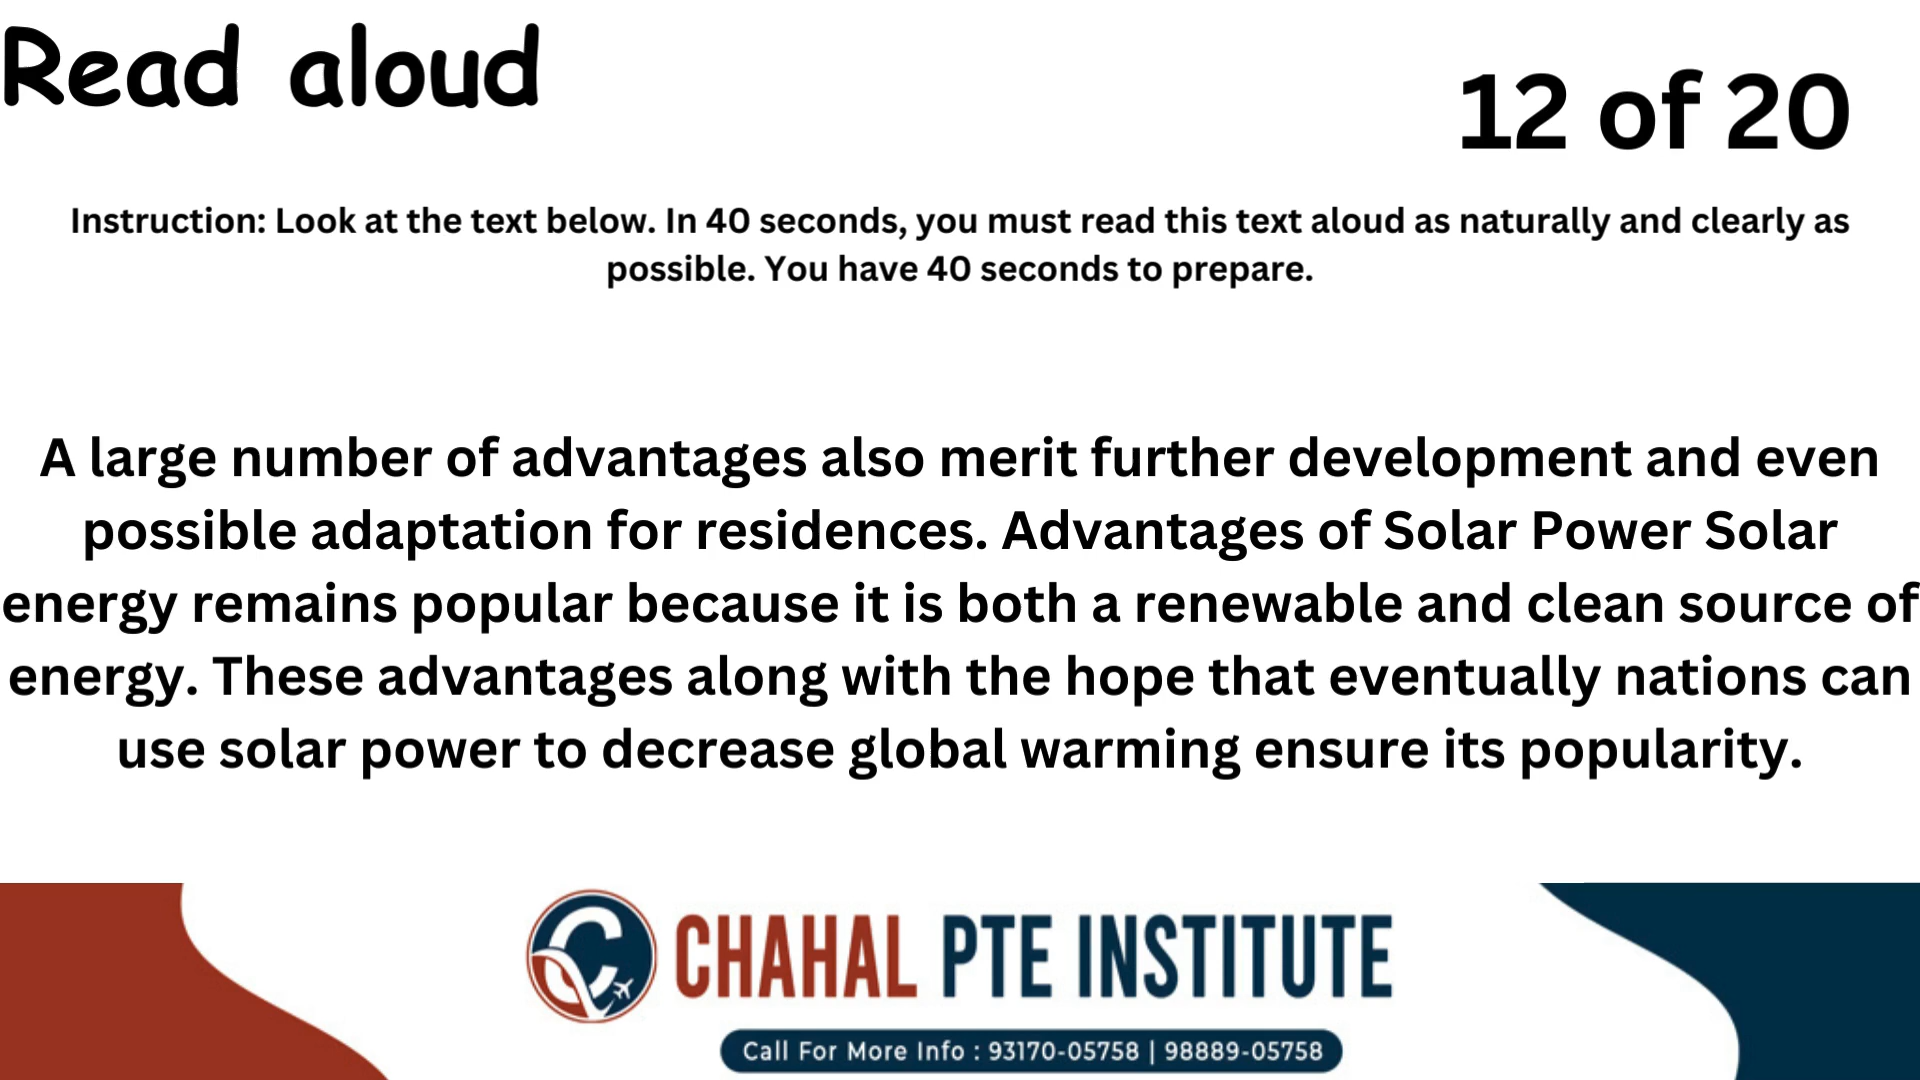 Read aloud
12 of 20
Instruction: Look at the text below. In 40 seconds, you must read this text aloud as naturally and clearly as
possible. You have 40 seconds to prepare.
A large number of advantages also merit further development and even
possible adaptation for residences. Advantages of Solar Power Solar
energy remains popular because it is both a renewable and clean source of
energy. These advantages along with the hope that eventually nations can
use solar power to decrease global warming ensure its popularity.
CHAHAL PTE INSTITUTE
Call For More Info : 93170-05758 | 98889-05758